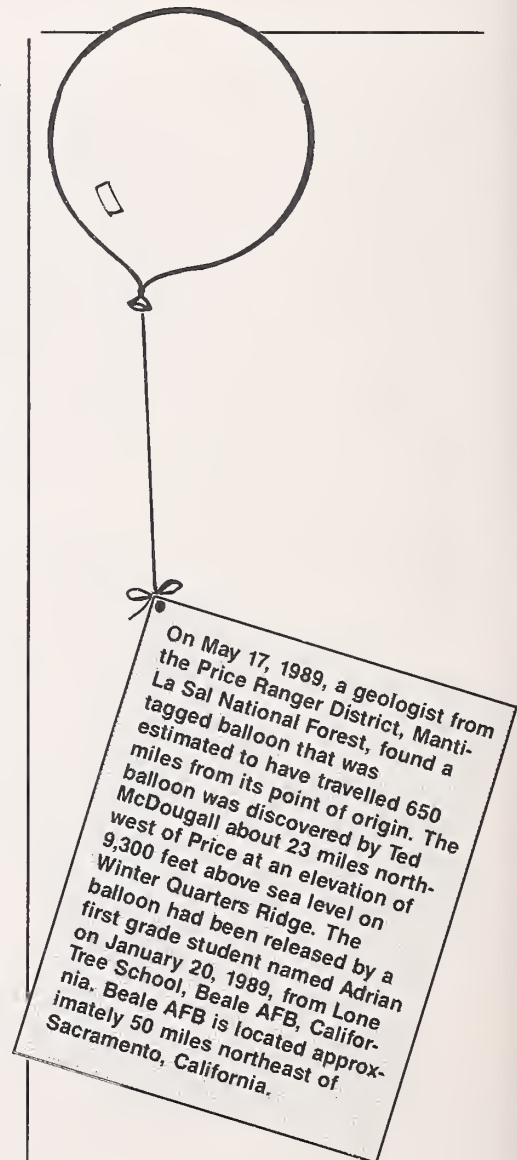 On May 17, 1989, a geologist from
the Price Ranger District, Manti-
La Sal National Forest, found a
tagged balloon that was
estimated to have travelled 650
miles from its point of origin. The
balloon was discovered by Ted
McDougall about 23 miles north-
west of Price at an elevation of
9,300 feet above sea level on
Winter Quarters Ridge. The
balloon had been released by a
first grade student named Adrian
on January 20, 1989, from Lone
Tree School, Beale AFB, Califor-
nia. Beale AFB is located approx-
imately 50 miles northeast of
Sacramento, California.